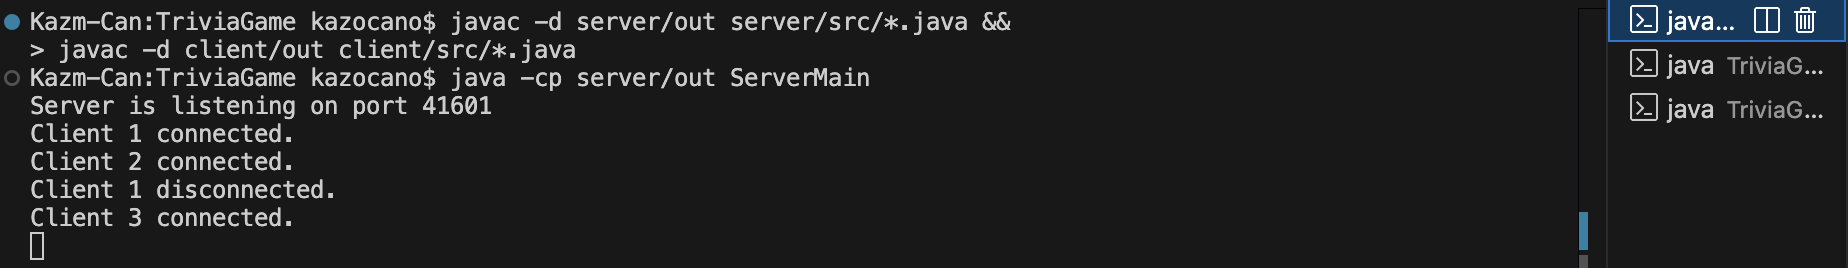 Kazm-Can:TriviaGame kazocano$ javac -d server/out server/src/*.java &&
> javac -d client/out client/src/*.java
Kazm-Can:TriviaGame kazocano$ java -cp server/out ServerMain
Server is listening on port 41601
Client 1 connected.
Client 2 connected.
Client 1 disconnected.
Client 3 connected.
java...
java TriviaG...
java TriviaG...